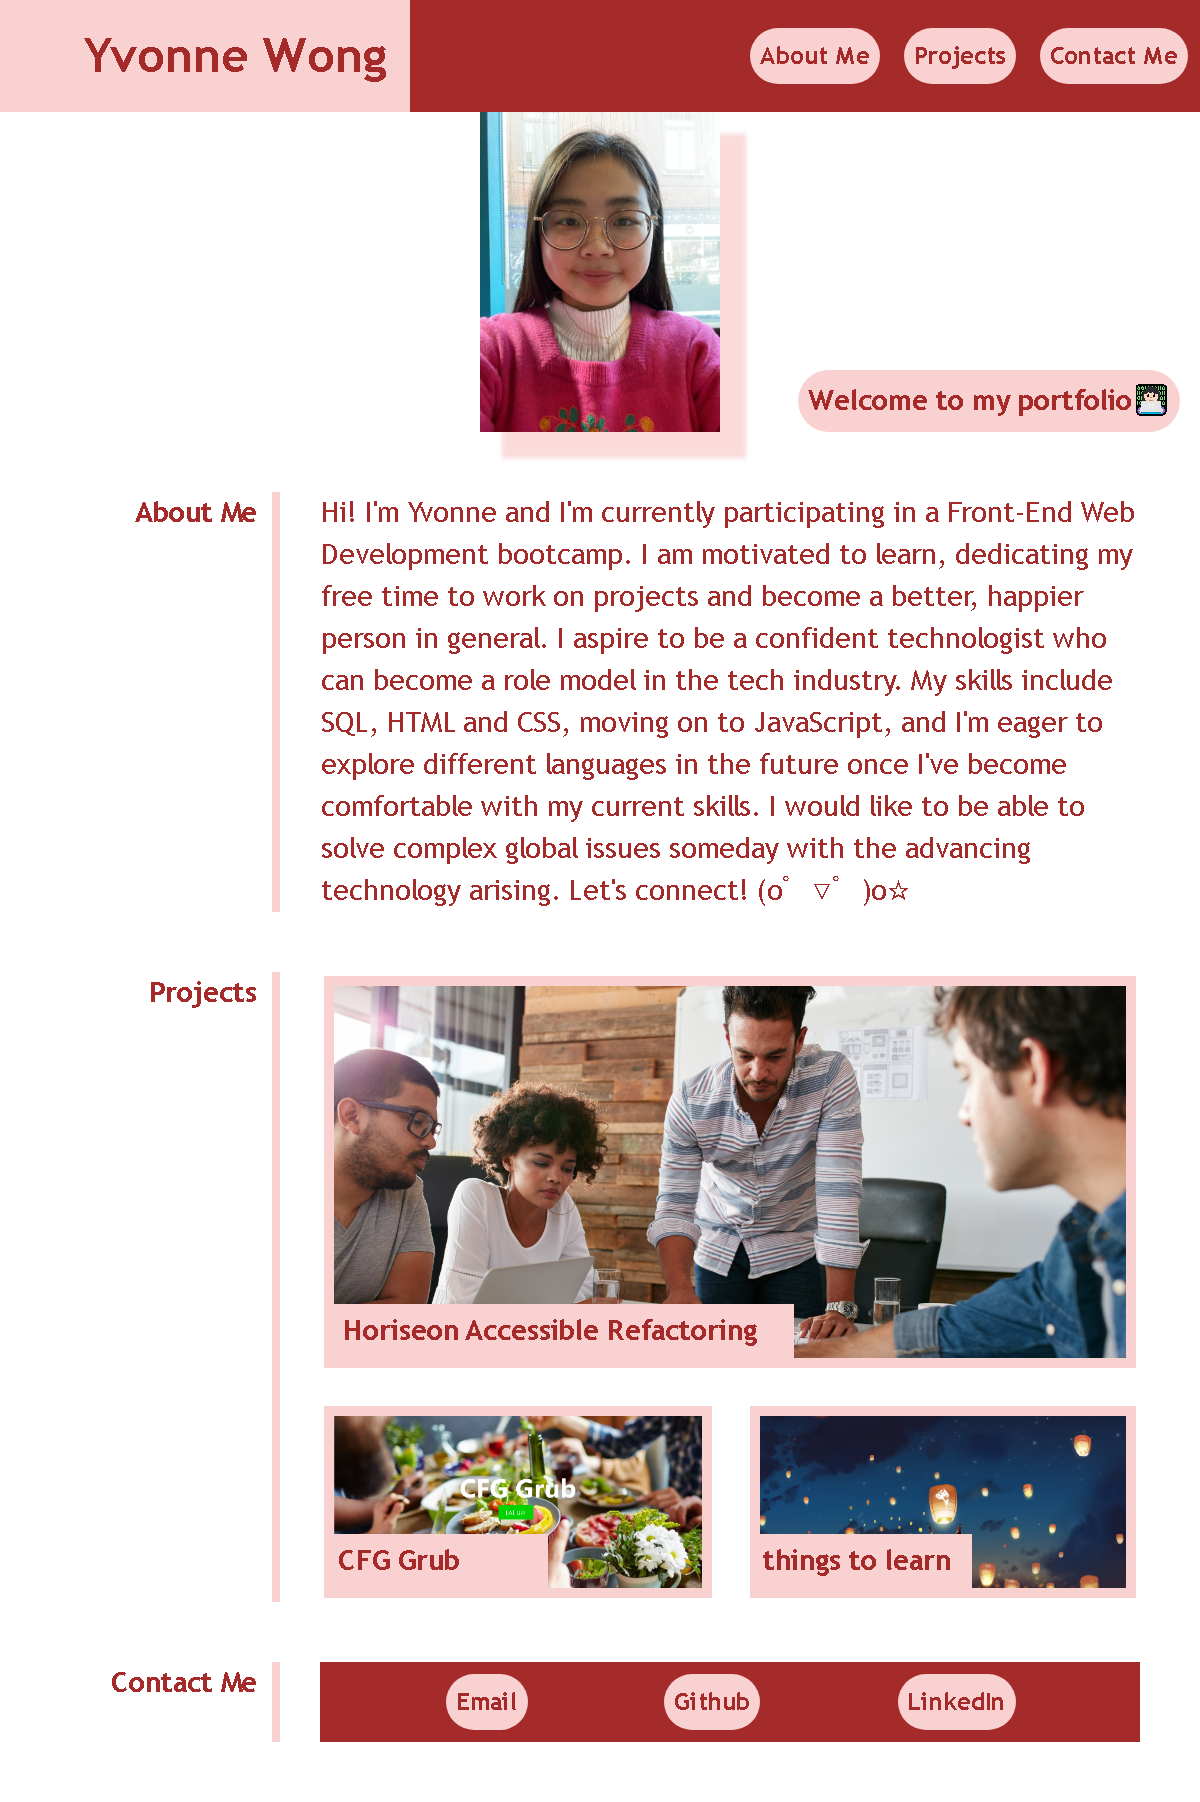 Yvonne Wong
About Me
Projects
Contact Me
Welcome to my portfolio
About Me
Hi! I'm Yvonne and I'm currently participating in a Front-End Web
Development bootcamp. I am motivated to learn, dedicating my
free time to work on projects and become a better, happier
person in general. I aspire to be a confident technologist who
can become a role model in the tech industry. My skills include
SQL, HTML and CSS, moving on to JavaScript, and I'm eager to
explore different languages in the future once I've become
comfortable with my current skills. I would like to be able to
solve complex global issues someday with the advancing
technology arising. Let's connect! (o゜▽゜)o☆
Projects
Horiseon Accessible Refactoring
CFG Grub
EAT UP!
CFG Grub
things to learn
Contact Me
Email
Github
LinkedIn